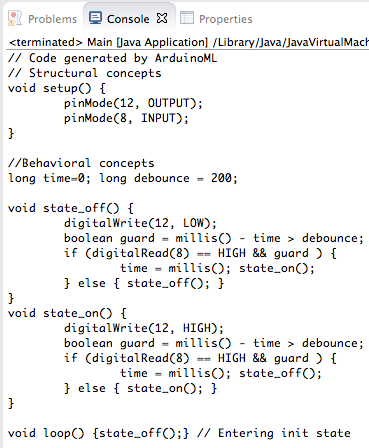 Problems Console Properties
<terminated> Main [Java Application] /Library/Java/JavaVirtualMach
// Code generated by ArduinoML
// Structural concepts
void setup() {
        pinMode(12, OUTPUT);
        pinMode(8, INPUT);
}

//Behavioral concepts
long time=0; long debounce = 200;

void state_off() {
        digitalWrite(12, LOW);
        boolean guard = millis() - time > debounce;
        if (digitalRead(8) == HIGH && guard ) {
                time = millis(); state_on();
        } else { state_off(); }
}
void state_on() {
        digitalWrite(12, HIGH);
        boolean guard = millis() - time > debounce;
        if (digitalRead(8) == HIGH && guard ) {
                time = millis(); state_off();
        } else { state_on(); }
}

void loop() {state_off();} // Entering init state